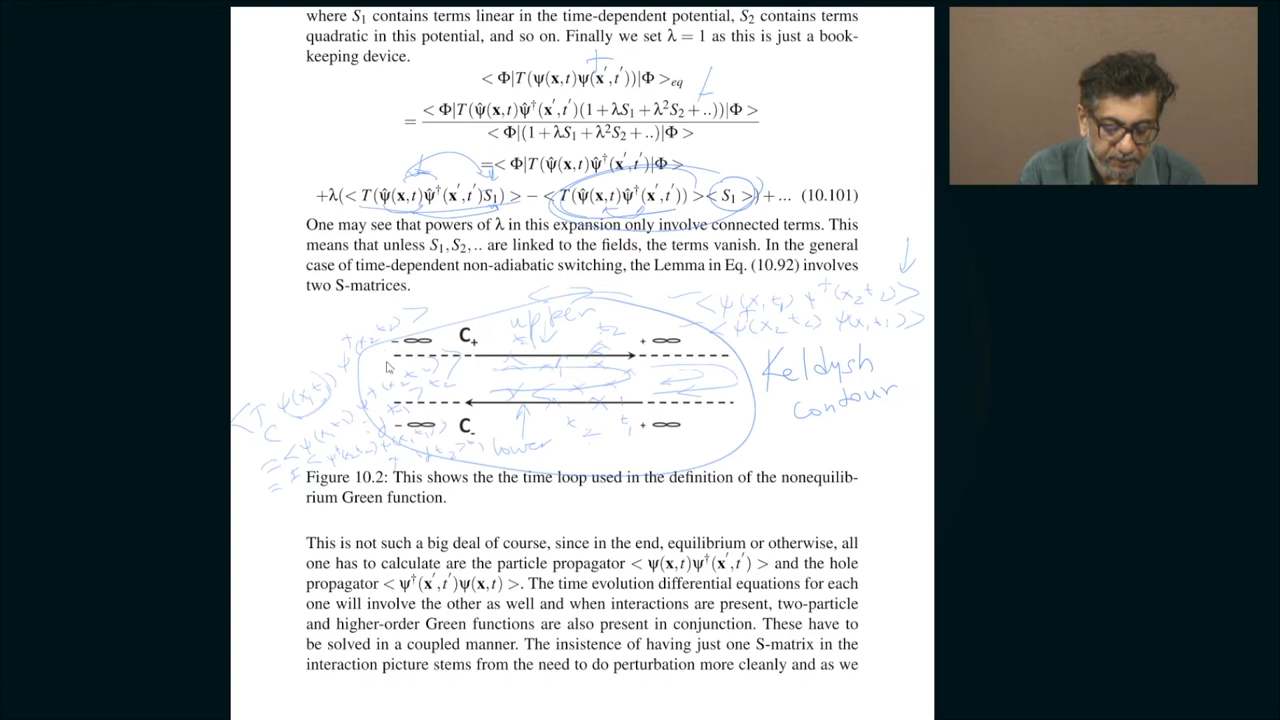 where S₁ contains terms linear in the time-dependent potential, S₂ contains terms
quadratic in this potential, and so on. Finally we set λ = 1 as this is just a book-
keeping device.
< Φ|T(ψ(x,t)ψ(x′,t′))|Φ >eq
= < Φ|T(ψ̂(x,t)ψ̂†(x′,t′)(1+λS₁+λ²S₂+..))|Φ >
< Φ|(1+λS₁+λ²S₂+..)|Φ >
=< Φ|T(ψ̂(x,t)ψ̂†(x′,t′)|Φ >
+λ(< T(ψ̂(x,t)ψ̂†(x′,t′)S₁) > − < T(ψ̂(x,t)ψ̂†(x′,t′)) >< S₁ >) + ... (10.101)
One may see that powers of λ in this expansion only involve connected terms. This
means that unless S₁,S₂,.. are linked to the fields, the terms vanish. In the general
case of time-dependent non-adiabatic switching, the Lemma in Eq. (10.92) involves
two S-matrices.
upper
C₊
- ∞
+ ∞
Keldysh
contour
C₋
- ∞
+ ∞
lower
Figure 10.2: This shows the the time loop used in the definition of the nonequilib-
rium Green function.
This is not such a big deal of course, since in the end, equilibrium or otherwise, all
one has to calculate are the particle propagator < ψ(x,t)ψ†(x′,t′) > and the hole
propagator < ψ†(x′,t′)ψ(x,t) >. The time evolution differential equations for each
one will involve the other as well and when interactions are present, two-particle
and higher-order Green functions are also present in conjunction. These have to
be solved in a coupled manner. The insistence of having just one S-matrix in the
interaction picture stems from the need to do perturbation more cleanly and as we